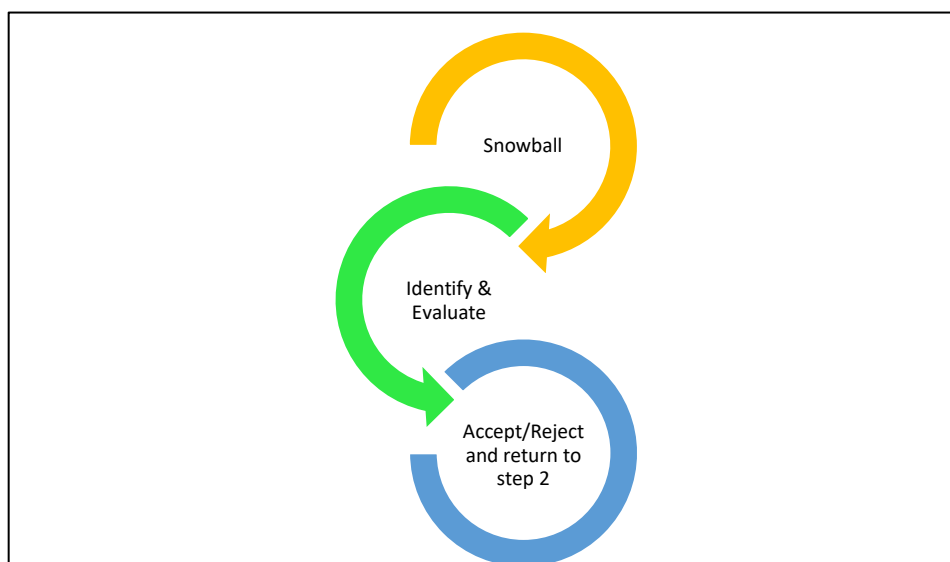 Snowball
Identify &
Evaluate
Accept/Reject
and return to
step 2